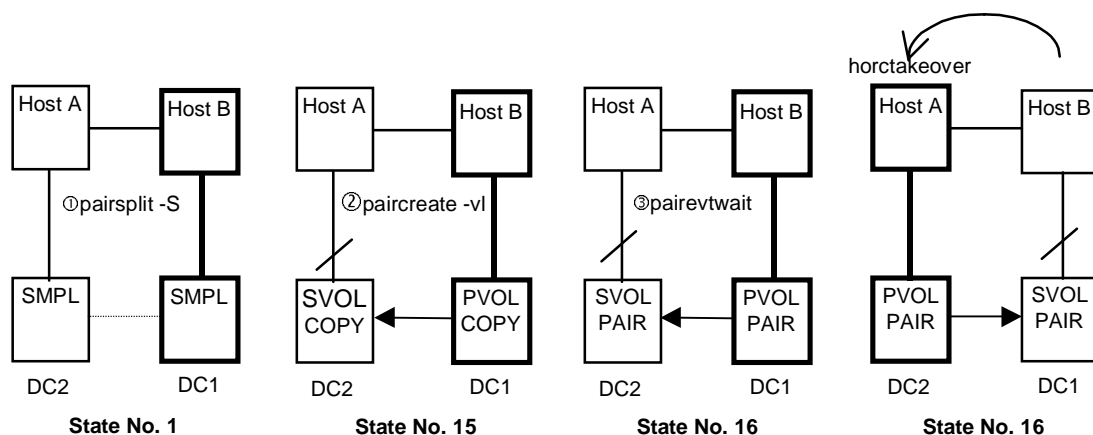 horctakeover
Host A
Host B
Host A
Host B
Host A
Host B
Host A
Host B
①pairsplit -S
②paircreate -vl
③pairevtwait
SMPL
SMPL
SVOL
COPY
PVOL
COPY
SVOL
PAIR
PVOL
PAIR
PVOL
PAIR
SVOL
PAIR
DC2
DC1
DC2
DC1
DC2
DC1
DC2
DC1
State No. 1
State No. 15
State No. 16
State No. 16